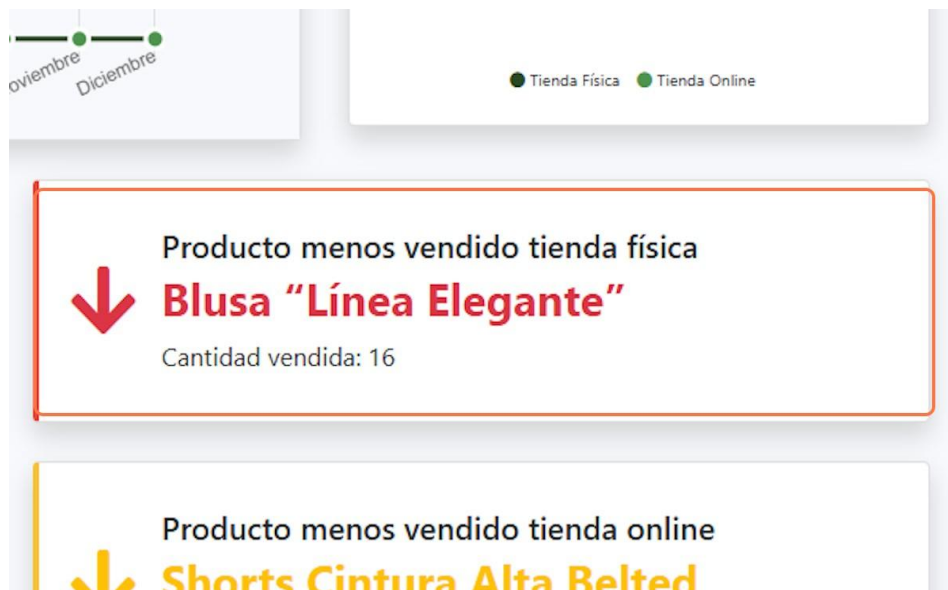 Diciembre
Tienda Física Tienda Online
Producto menos vendido tienda física
Blusa “Línea Elegante”
Cantidad vendida: 16
Producto menos vendido tienda online
Shorts Cintura Alta Belted